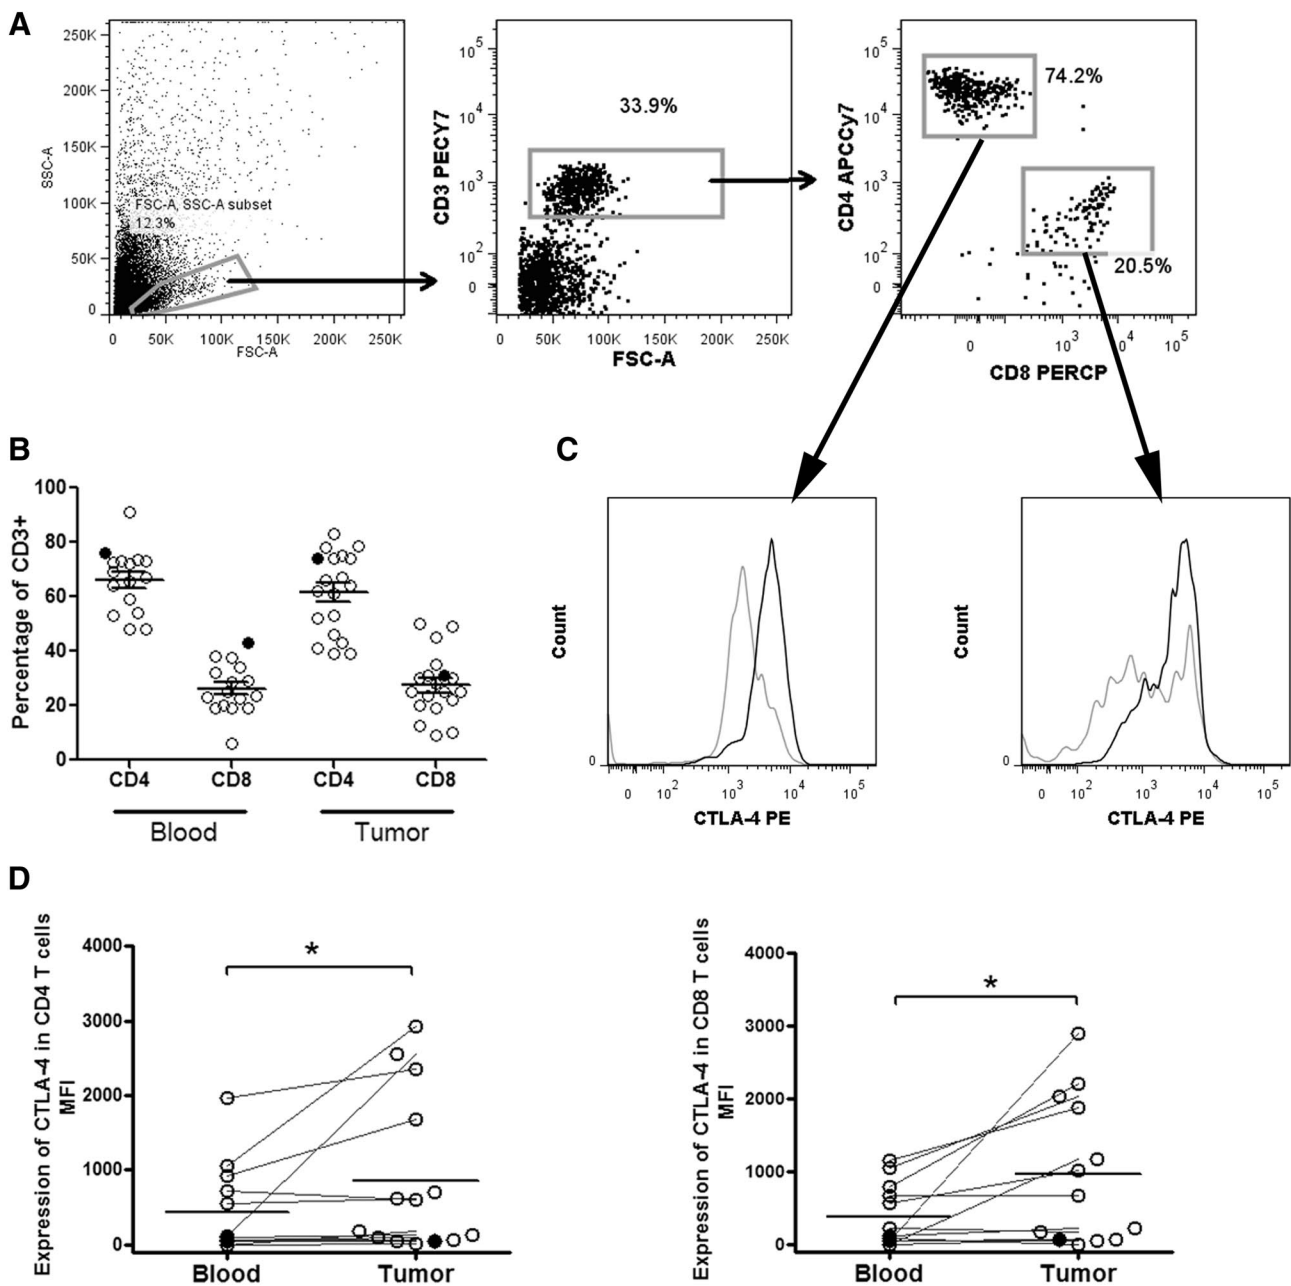 A
250K
200K
150K
100K
50K
0
SSC-A
FSC-A, SSC-A subset
12.3%
0 50K 100K 150K 200K 250K
FSC-A
CD3 PECY7
10^5
10^4
10^3
10^2
0
33.9%
0 50K 100K 150K 200K 250K
FSC-A
CD4 APCCy7
10^5
10^4
10^3
10^2
0
74.2%
20.5%
0 10^3 10^4 10^5
CD8 PERCP
B
Percentage of CD3+
100
80
60
40
20
0
CD4 CD8 CD4 CD8
Blood Tumor
C
Count
0
0 10^2 10^3 10^4 10^5
CTLA-4 PE
Count
0
0 10^2 10^3 10^4 10^5
CTLA-4 PE
D
Expression of CTLA-4 in CD4 T cells
MFI
4000
3000
2000
1000
0
*
Blood Tumor
Expression of CTLA-4 in CD8 T cells
MFI
4000
3000
2000
1000
0
*
Blood Tumor